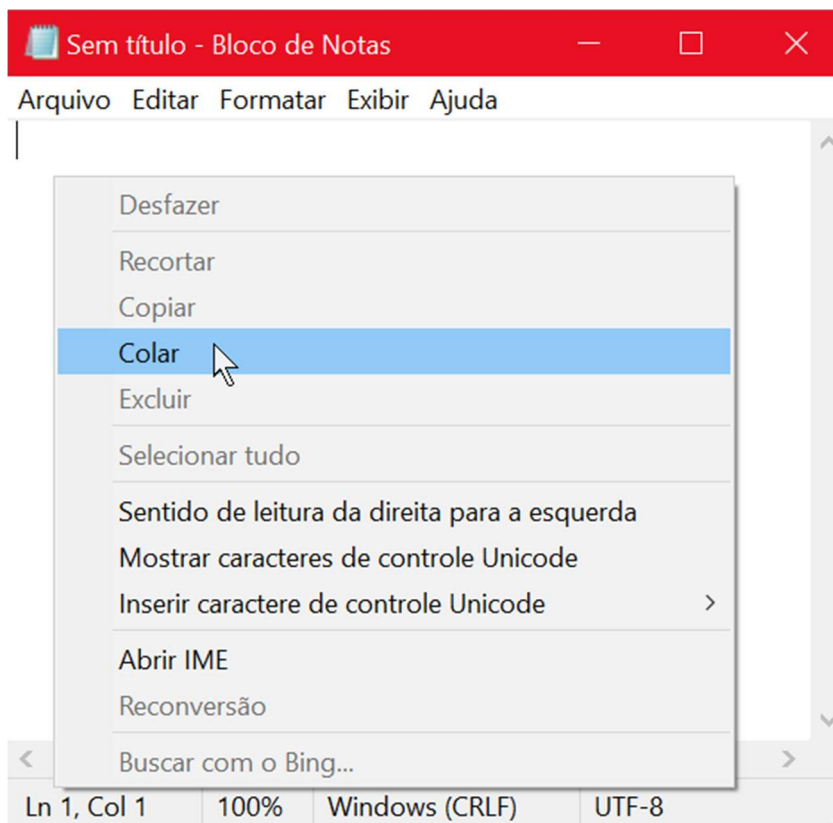 Sem título - Bloco de Notas
Arquivo Editar Formatar Exibir Ajuda
Desfazer
Recortar
Copiar
Colar
Excluir
Selecionar tudo
Sentido de leitura da direita para a esquerda
Mostrar caracteres de controle Unicode
Inserir caractere de controle Unicode
Abrir IME
Reconversão
Buscar com o Bing...
Ln 1, Col 1 100% Windows (CRLF) UTF-8